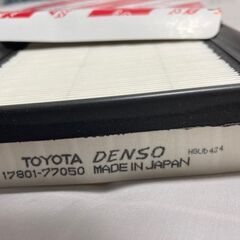 TOYOTA DENSO
17801-77050 MADE IN JAPAN